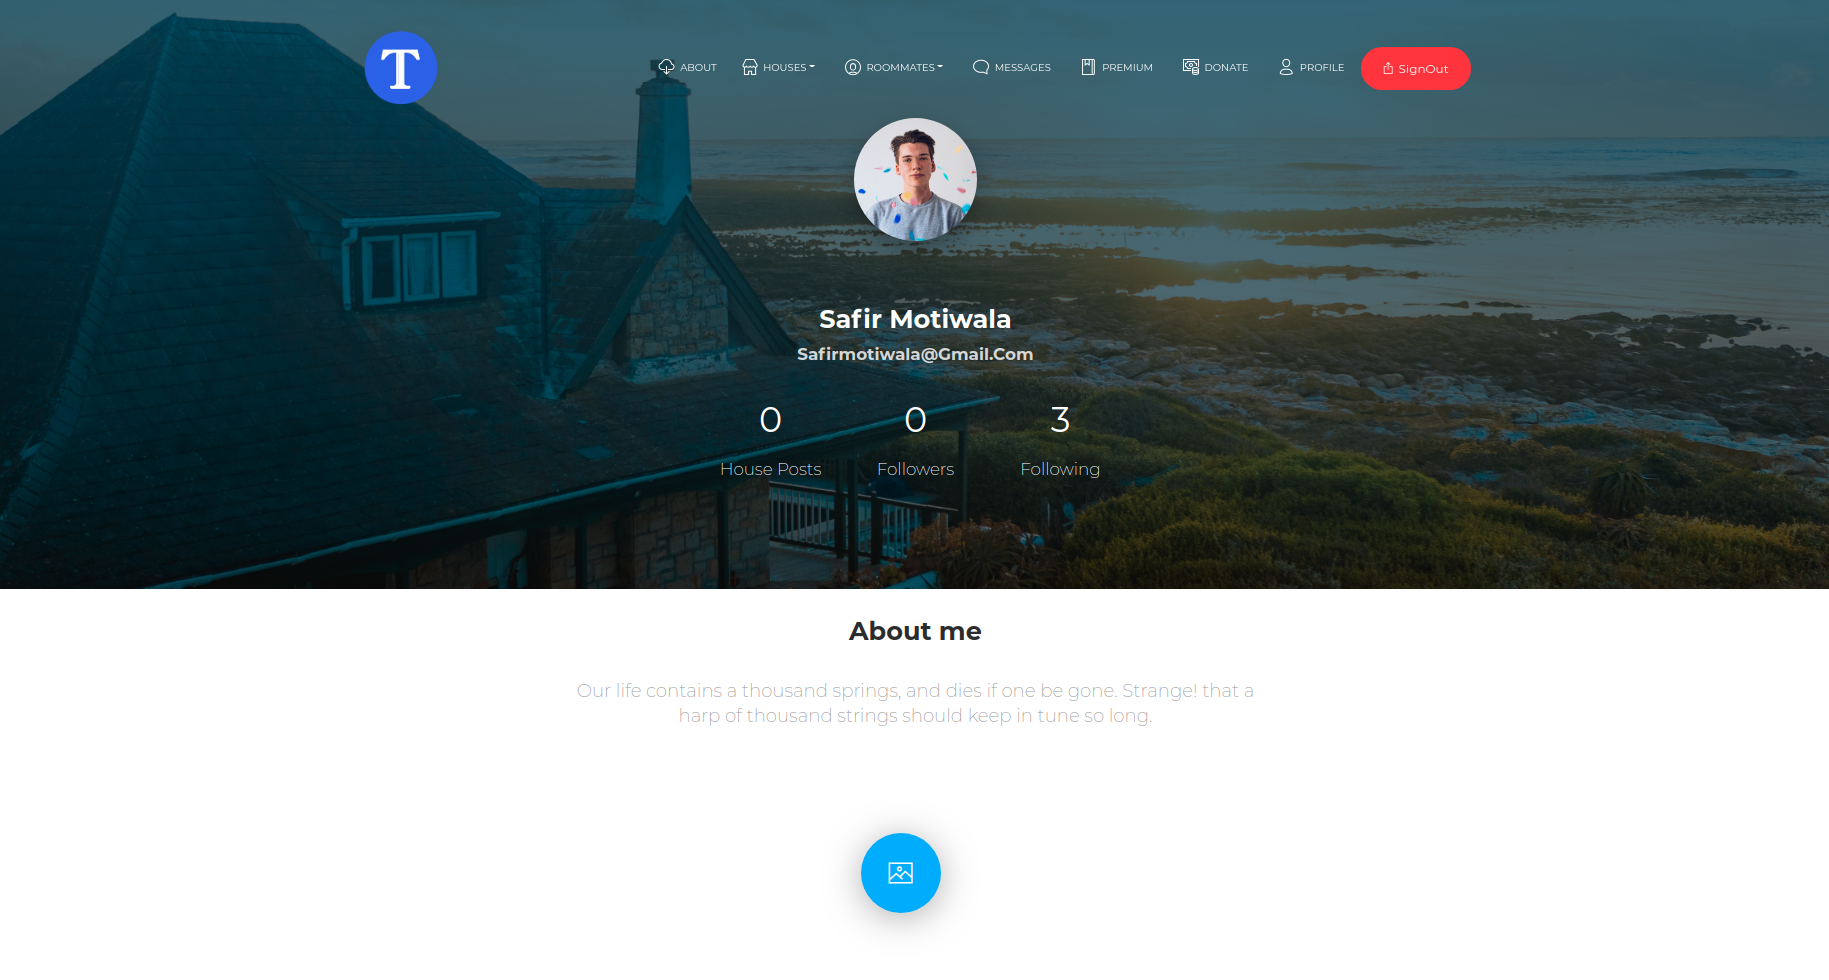 T
ABOUT HOUSES ROOMMATES MESSAGES PREMIUM DONATE PROFILE SignOut
Safir Motiwala
Safirmotiwala@Gmail.Com
0 0 3
House Posts Followers Following
About me
Our life contains a thousand springs, and dies if one be gone. Strange! that a
harp of thousand strings should keep in tune so long.